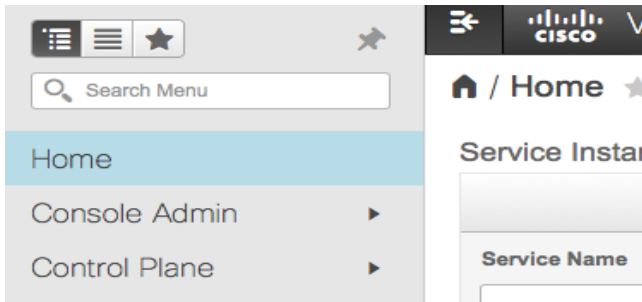 Search Menu
Home
Console Admin
Control Plane
CISCO
/ Home
Service Instan
Service Name